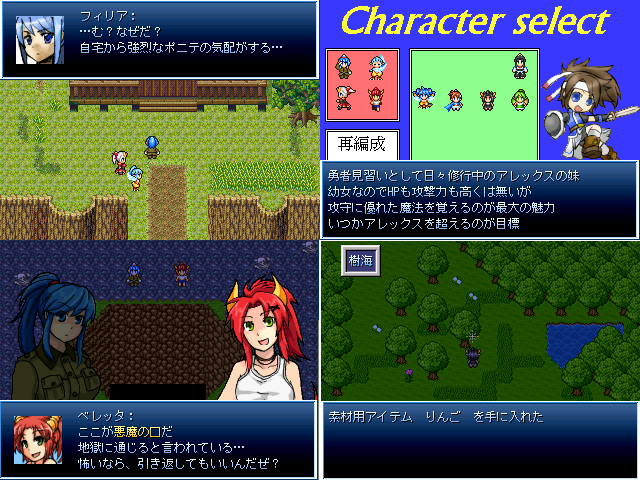 フィリア:
…む?なぜだ?
自宅から強烈なポニテの気配がする…
Character select
再編成
勇者見習いとして日々修行中のアレックスの妹
幼女なのでHPも攻撃力も高くは無いが
攻守に優れた魔法を覚えるのが最大の魅力
いつかアレックスを超えるのが目標
ベレッタ:
ここが悪魔の口だ
地獄に通じると言われている…
怖いなら、引き返してもいいんだぜ?
樹海
素材用アイテム りんご を手に入れた